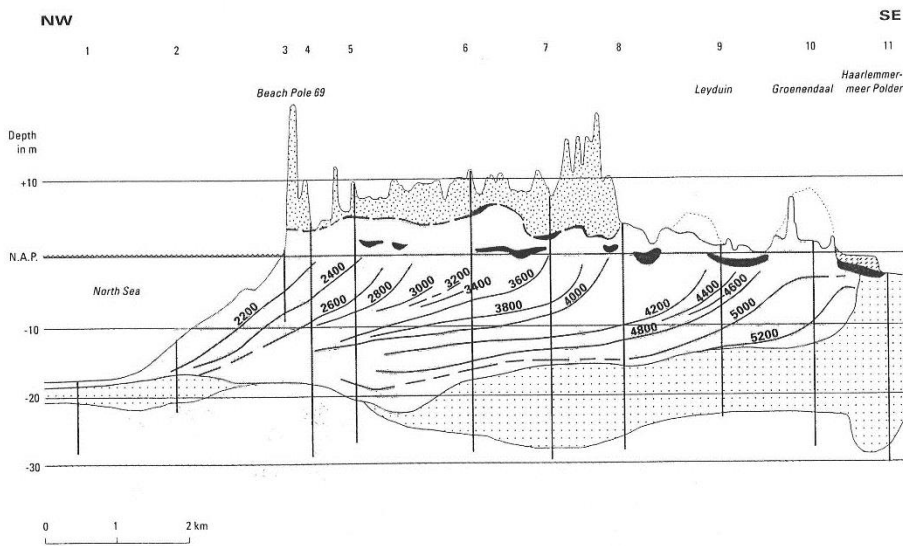 NW
SE
1
2
3
4
5
6
7
8
9
10
11
Beach Pole 69
Leyduin
Groenendaal
Haarlemmer-
meer Polder
Depth
in m
+10
N.A.P.
North Sea
-10
-20
-30
2200
2400
2600
2800
3000
3200
3400
3600
3800
4000
4200
4400
4600
4800
5000
5200
0
1
2 km